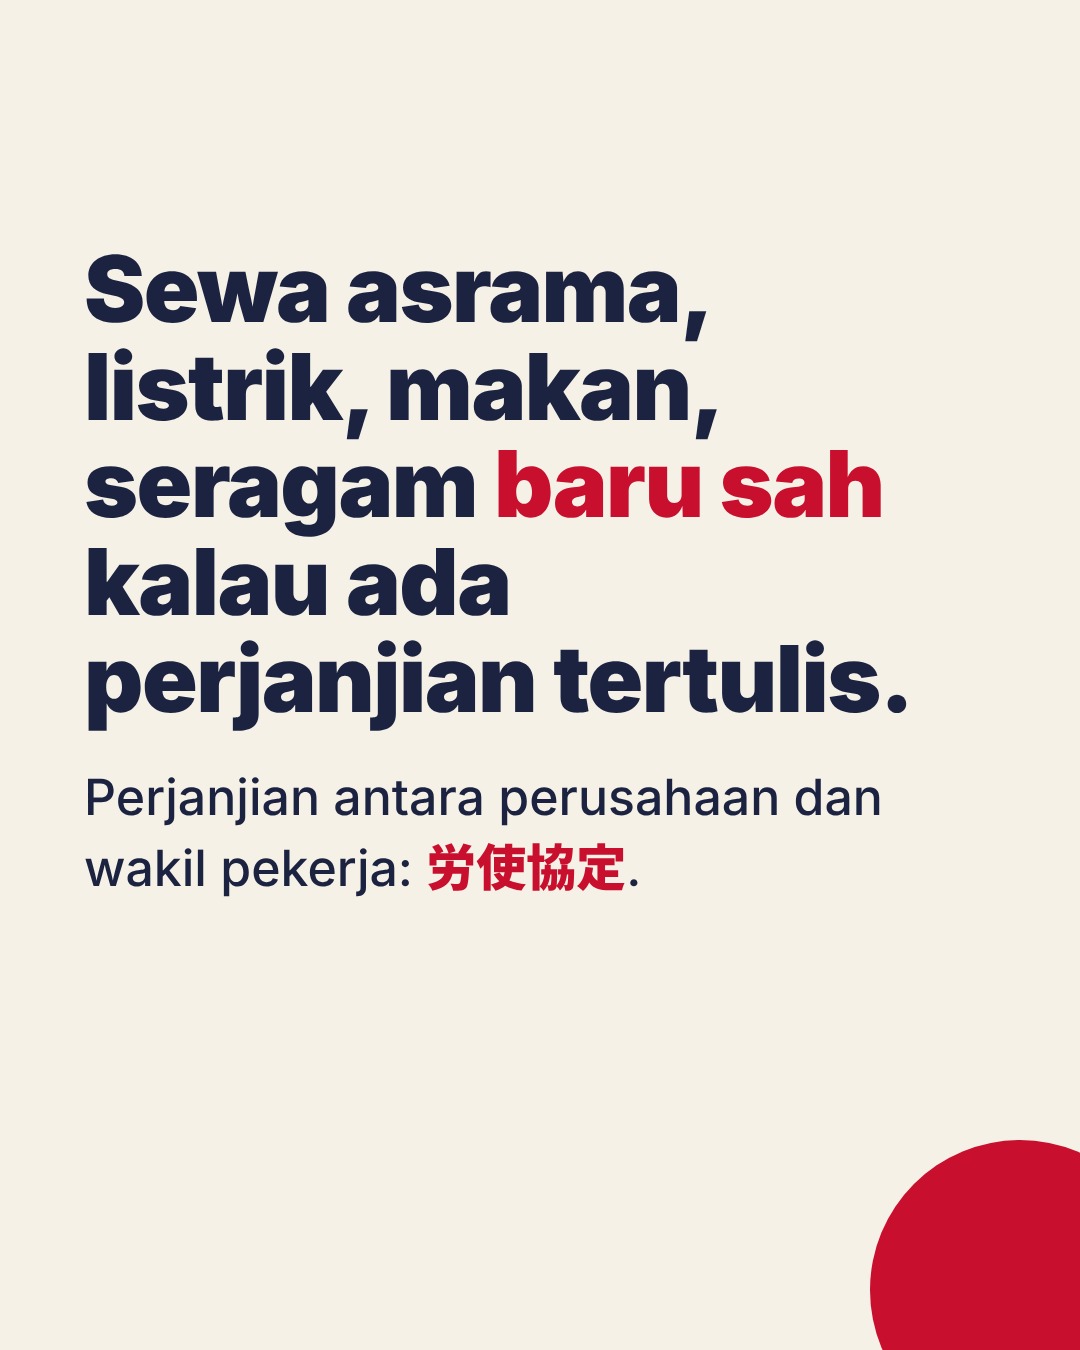 Sewa asrama,
listrik, makan,
seragam baru sah
kalau ada
perjanjian tertulis.
Perjanjian antara perusahaan dan
wakil pekerja: 労使協定.